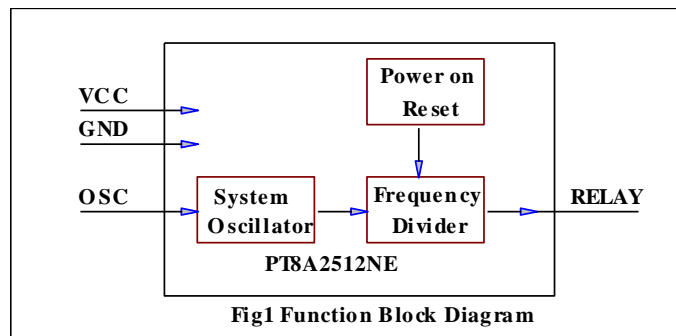 VCC
GND
OSC
Power on
Reset
System
Oscillator
Frequency
Divider
RELAY
PT8A2512NE
Fig1 Function Block Diagram